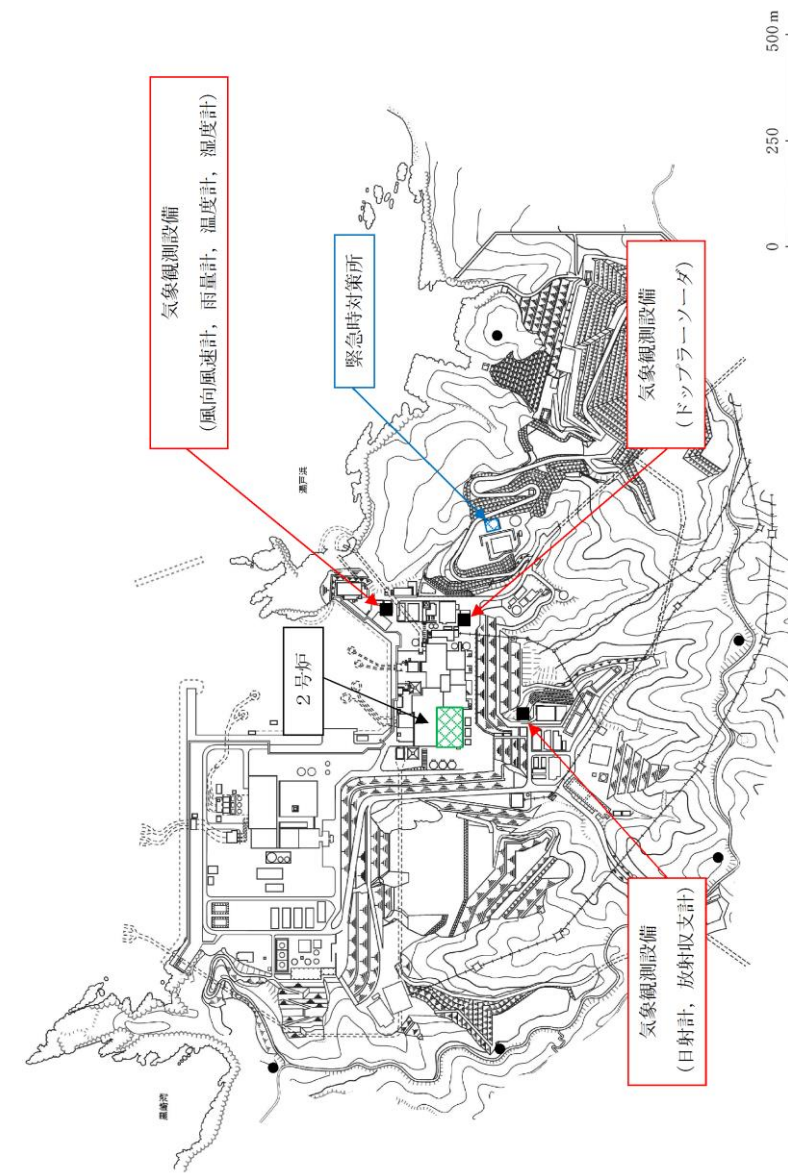 気象観測設備
(風向風速計，雨量計，温度計，湿度計)
2号炉
緊急時対策所
気象観測設備
(日射計，放射収支計)
気象観測設備
(ドップラーソーダ)
0 250 500 m